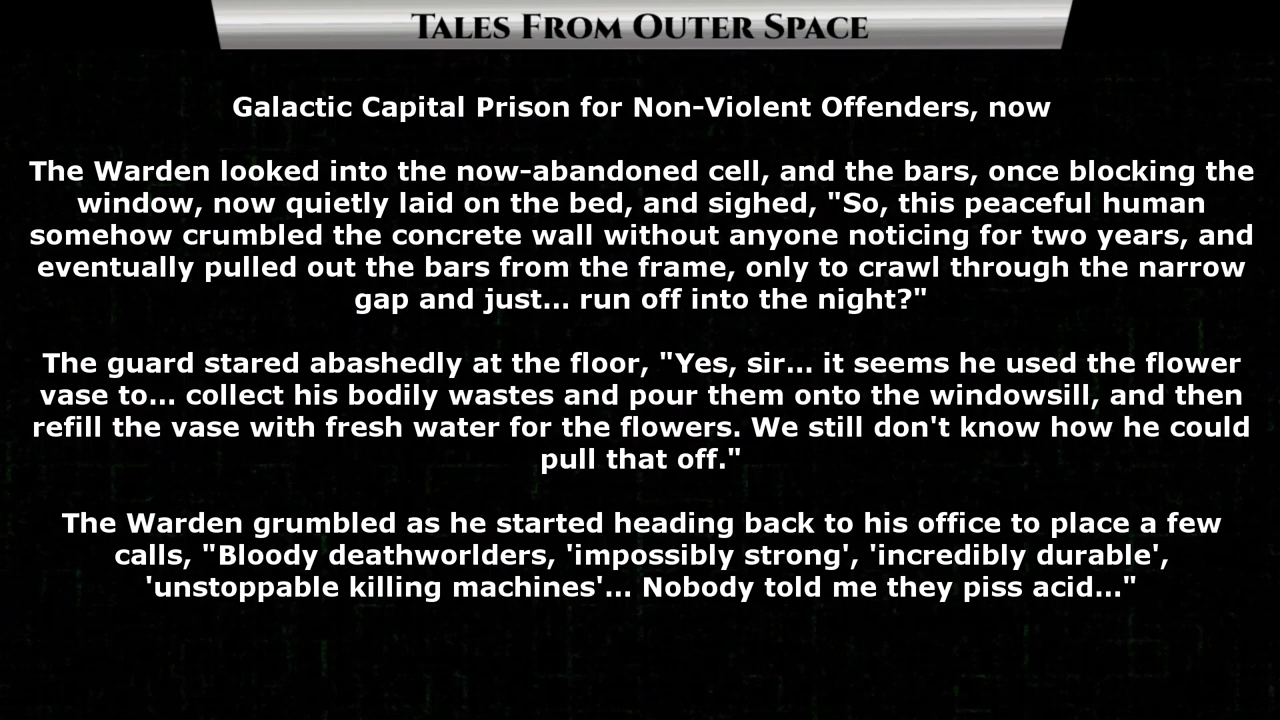 Tales From Outer Space
Galactic Capital Prison for Non-Violent Offenders, now
The Warden looked into the now-abandoned cell, and the bars, once blocking the
window, now quietly laid on the bed, and sighed, "So, this peaceful human
somehow crumbled the concrete wall without anyone noticing for two years, and
eventually pulled out the bars from the frame, only to crawl through the narrow
gap and just... run off into the night?"
The guard stared abashedly at the floor, "Yes, sir... it seems he used the flower
vase to... collect his bodily wastes and pour them onto the windowsill, and then
refill the vase with fresh water for the flowers. We still don't know how he could
pull that off."
The Warden grumbled as he started heading back to his office to place a few
calls, "Bloody deathworlders, 'impossibly strong', 'incredibly durable',
'unstoppable killing machines'... Nobody told me they piss acid..."